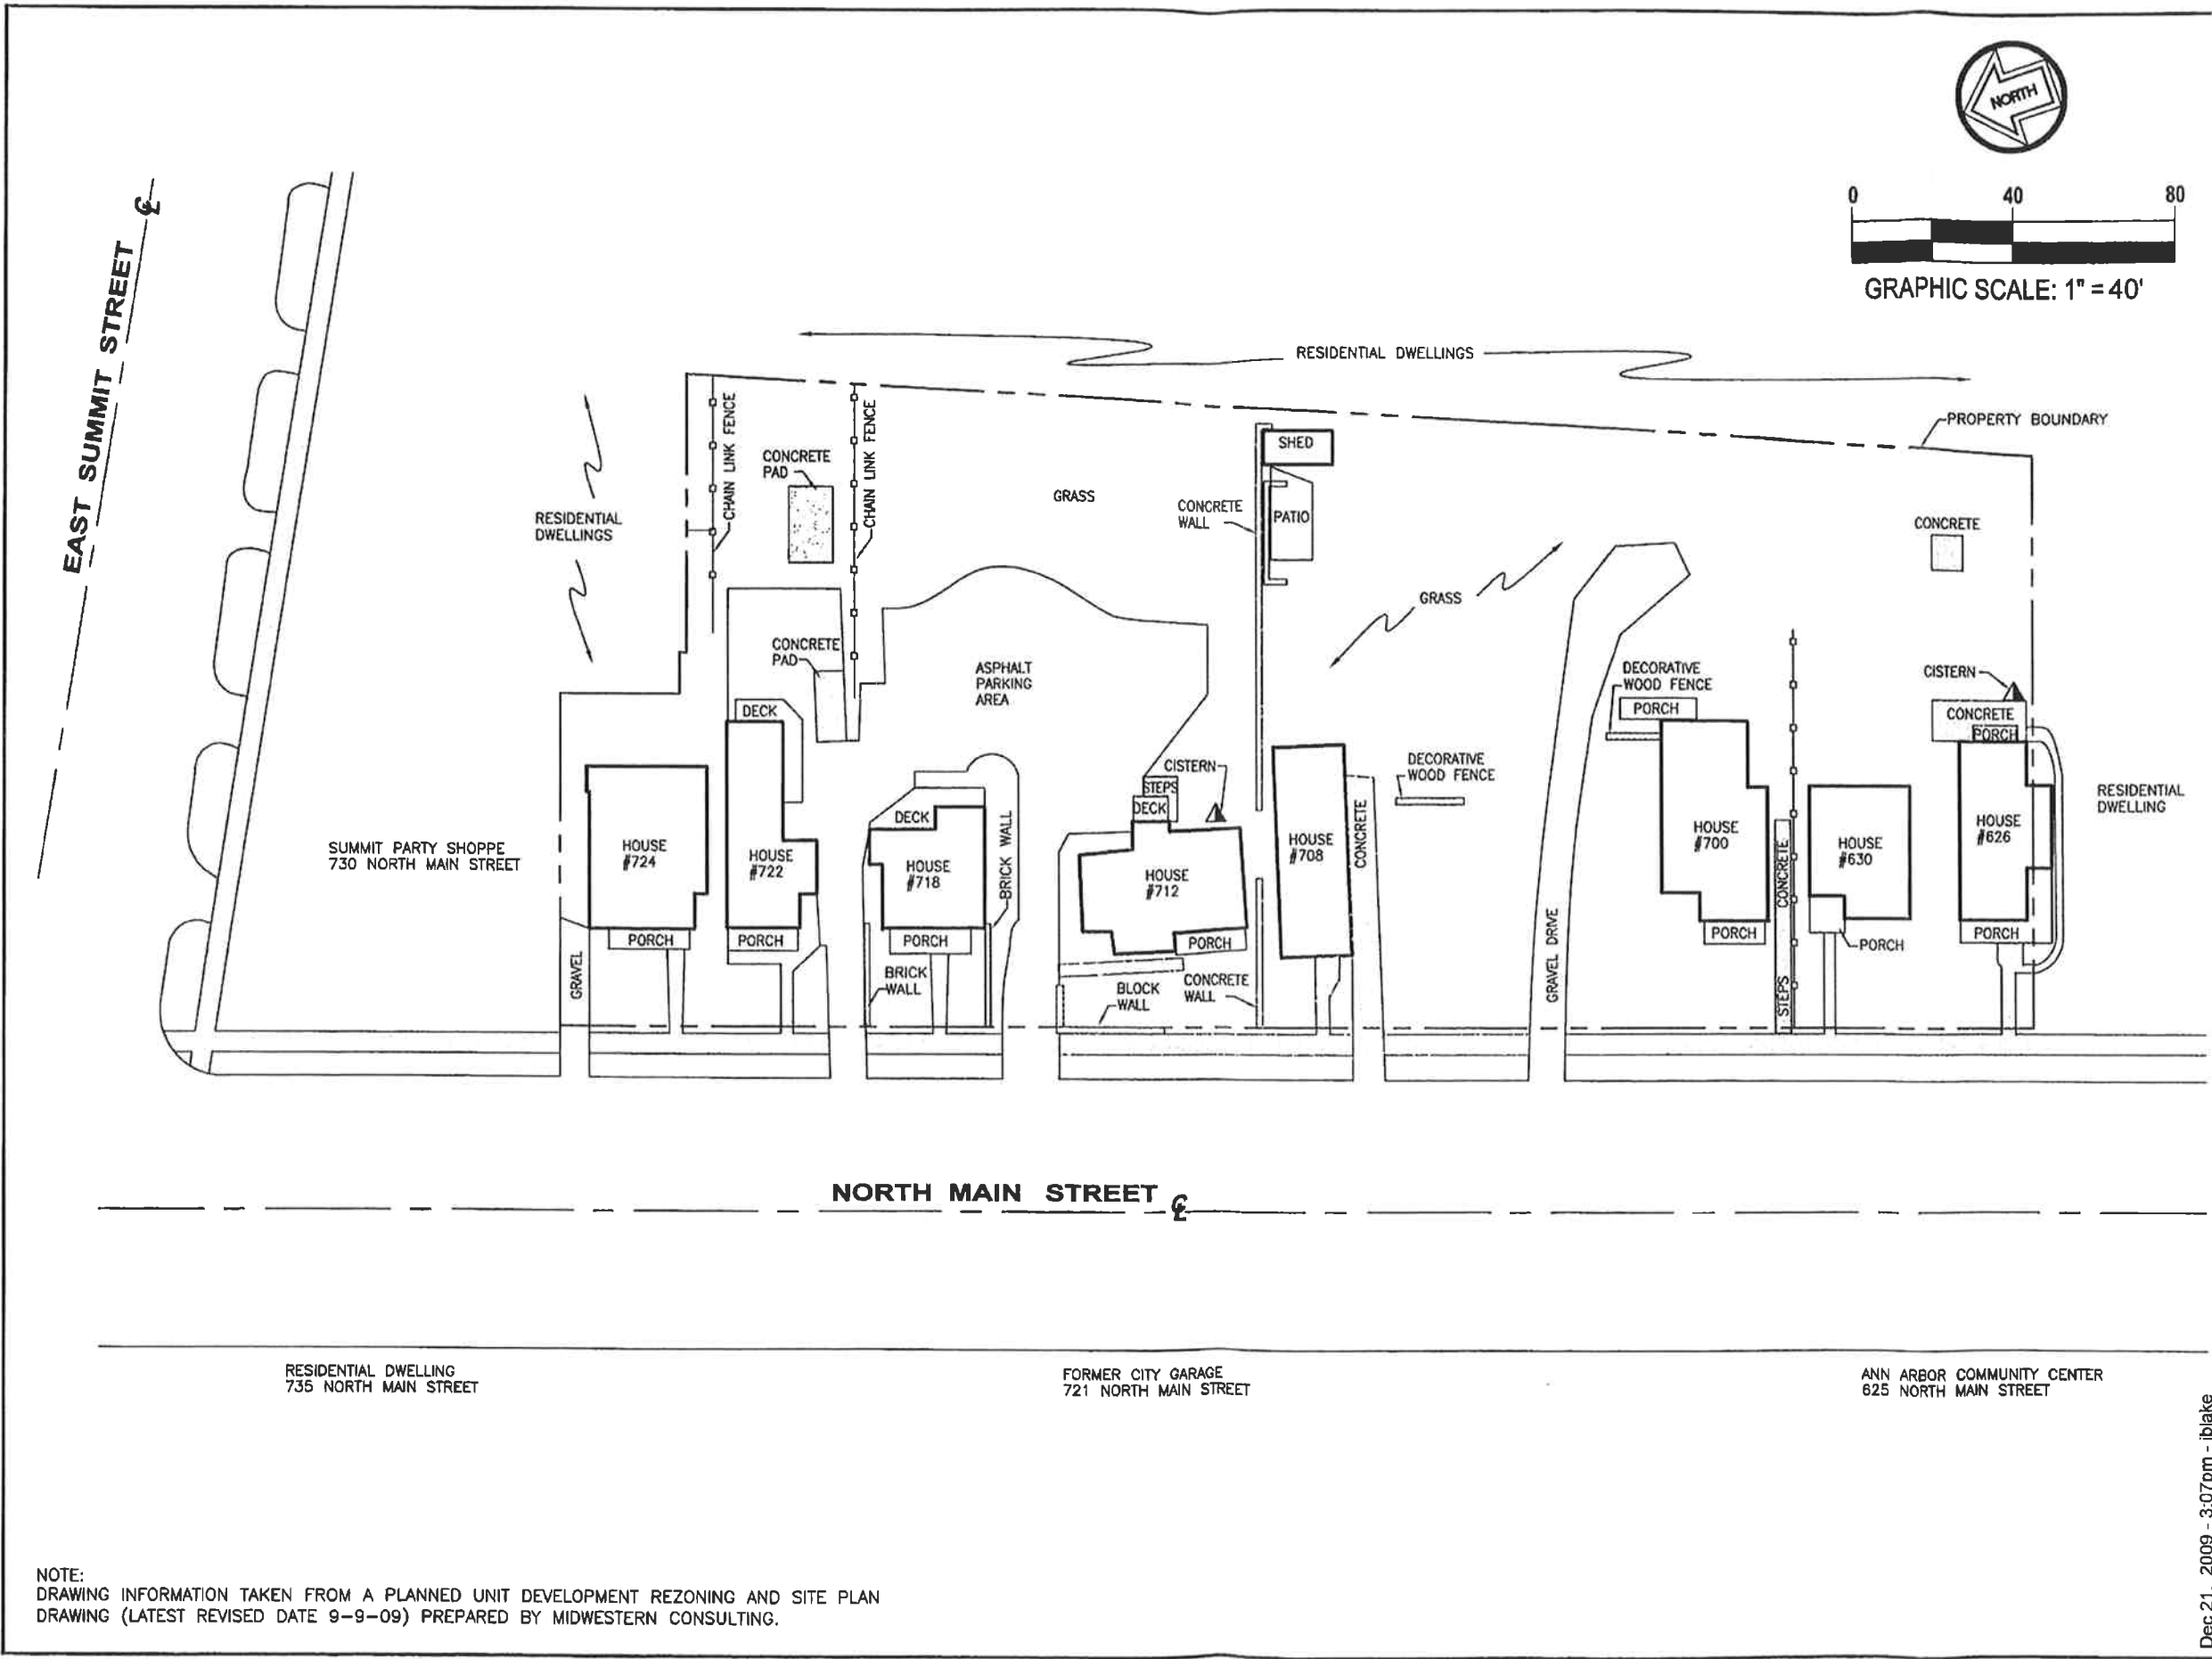 NORTH
0 40 80
GRAPHIC SCALE: 1" = 40'
EAST SUMMIT STREET
℄
RESIDENTIAL DWELLINGS
PROPERTY BOUNDARY
CHAIN LINK FENCE
CHAIN LINK FENCE
CONCRETE
PAD
RESIDENTIAL
DWELLINGS
GRASS
SHED
CONCRETE
WALL
PATIO
CONCRETE
GRASS
CONCRETE
PAD
ASPHALT
PARKING
AREA
DECORATIVE
WOOD FENCE
PORCH
CISTERN
CONCRETE
PORCH
DECK
CISTERN
STEPS
DECK
DECORATIVE
WOOD FENCE
RESIDENTIAL
DWELLING
SUMMIT PARTY SHOPPE
730 NORTH MAIN STREET
HOUSE
#724
HOUSE
#722
DECK
HOUSE
#718
BRICK WALL
HOUSE
#712
HOUSE
#708
CONCRETE
HOUSE
#700
CONCRETE
HOUSE
#630
HOUSE
#626
PORCH
PORCH
PORCH
PORCH
PORCH
PORCH
PORCH
GRAVEL
BRICK
WALL
BLOCK
WALL
CONCRETE
WALL
GRAVEL DRIVE
STEPS
NORTH MAIN STREET
℄
RESIDENTIAL DWELLING
735 NORTH MAIN STREET
FORMER CITY GARAGE
721 NORTH MAIN STREET
ANN ARBOR COMMUNITY CENTER
625 NORTH MAIN STREET
NOTE:
DRAWING INFORMATION TAKEN FROM A PLANNED UNIT DEVELOPMENT REZONING AND SITE PLAN
DRAWING (LATEST REVISED DATE 9-9-09) PREPARED BY MIDWESTERN CONSULTING.
Dec 21, 2009 - 3:07pm - jblake